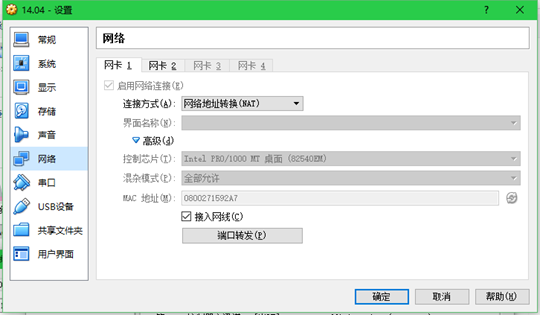 14.04 - 设置
常规
系统
显示
存储
声音
网络
串口
USB设备
共享文件夹
用户界面
网络
网卡 1 网卡 2 网卡 3 网卡 4
启用网络连接(E)
连接方式(A): 网络地址转换(NAT)
界面名称(N):
高级(d)
控制芯片(T): Intel PRO/1000 MT 桌面 (82540EM)
混杂模式(P): 全部允许
MAC 地址(M): 0800271592A7
接入网线(C)
端口转发(P)
确定 取消 帮助(H)